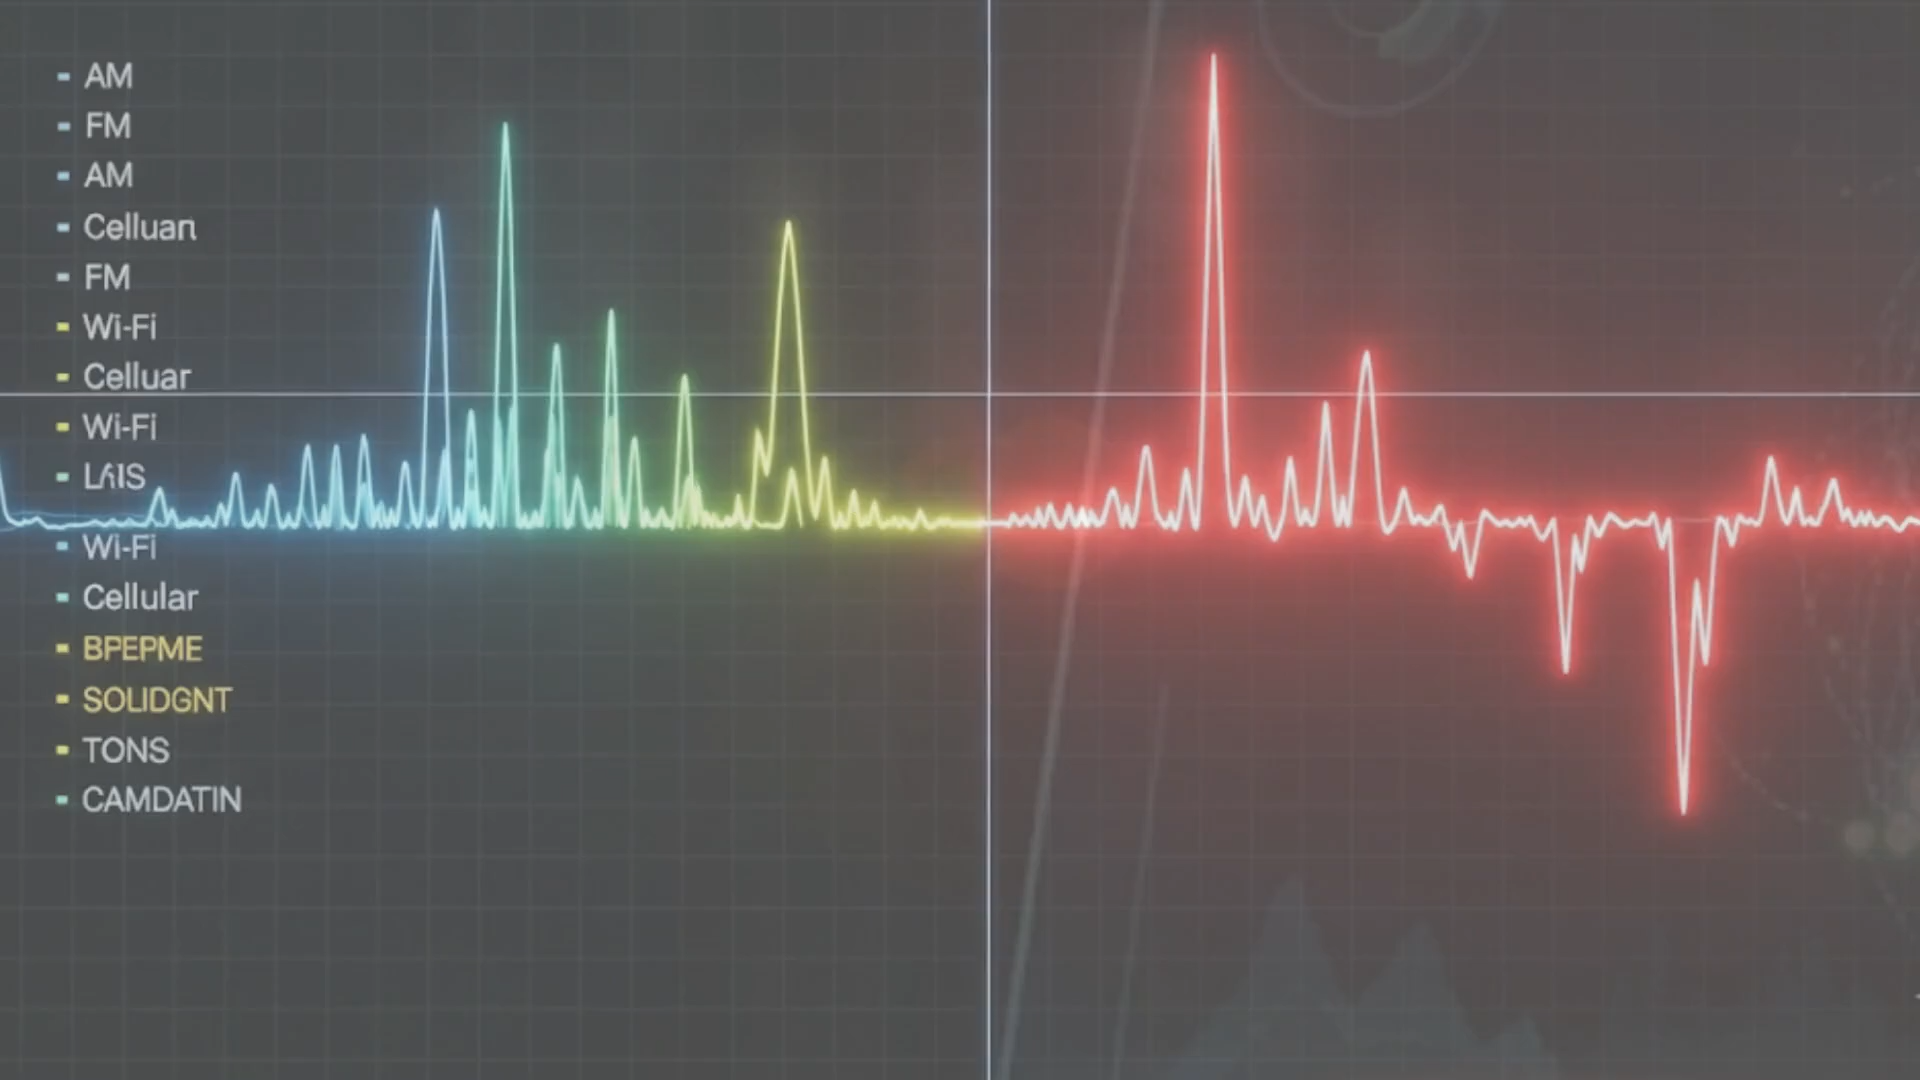 AM
FM
AM
Celluan
FM
Wi-Fi
Celluar
Wi-Fi
Wi-Fi
Cellular
BPEPME
SOLIDGNT
TONS
CAMDATIN